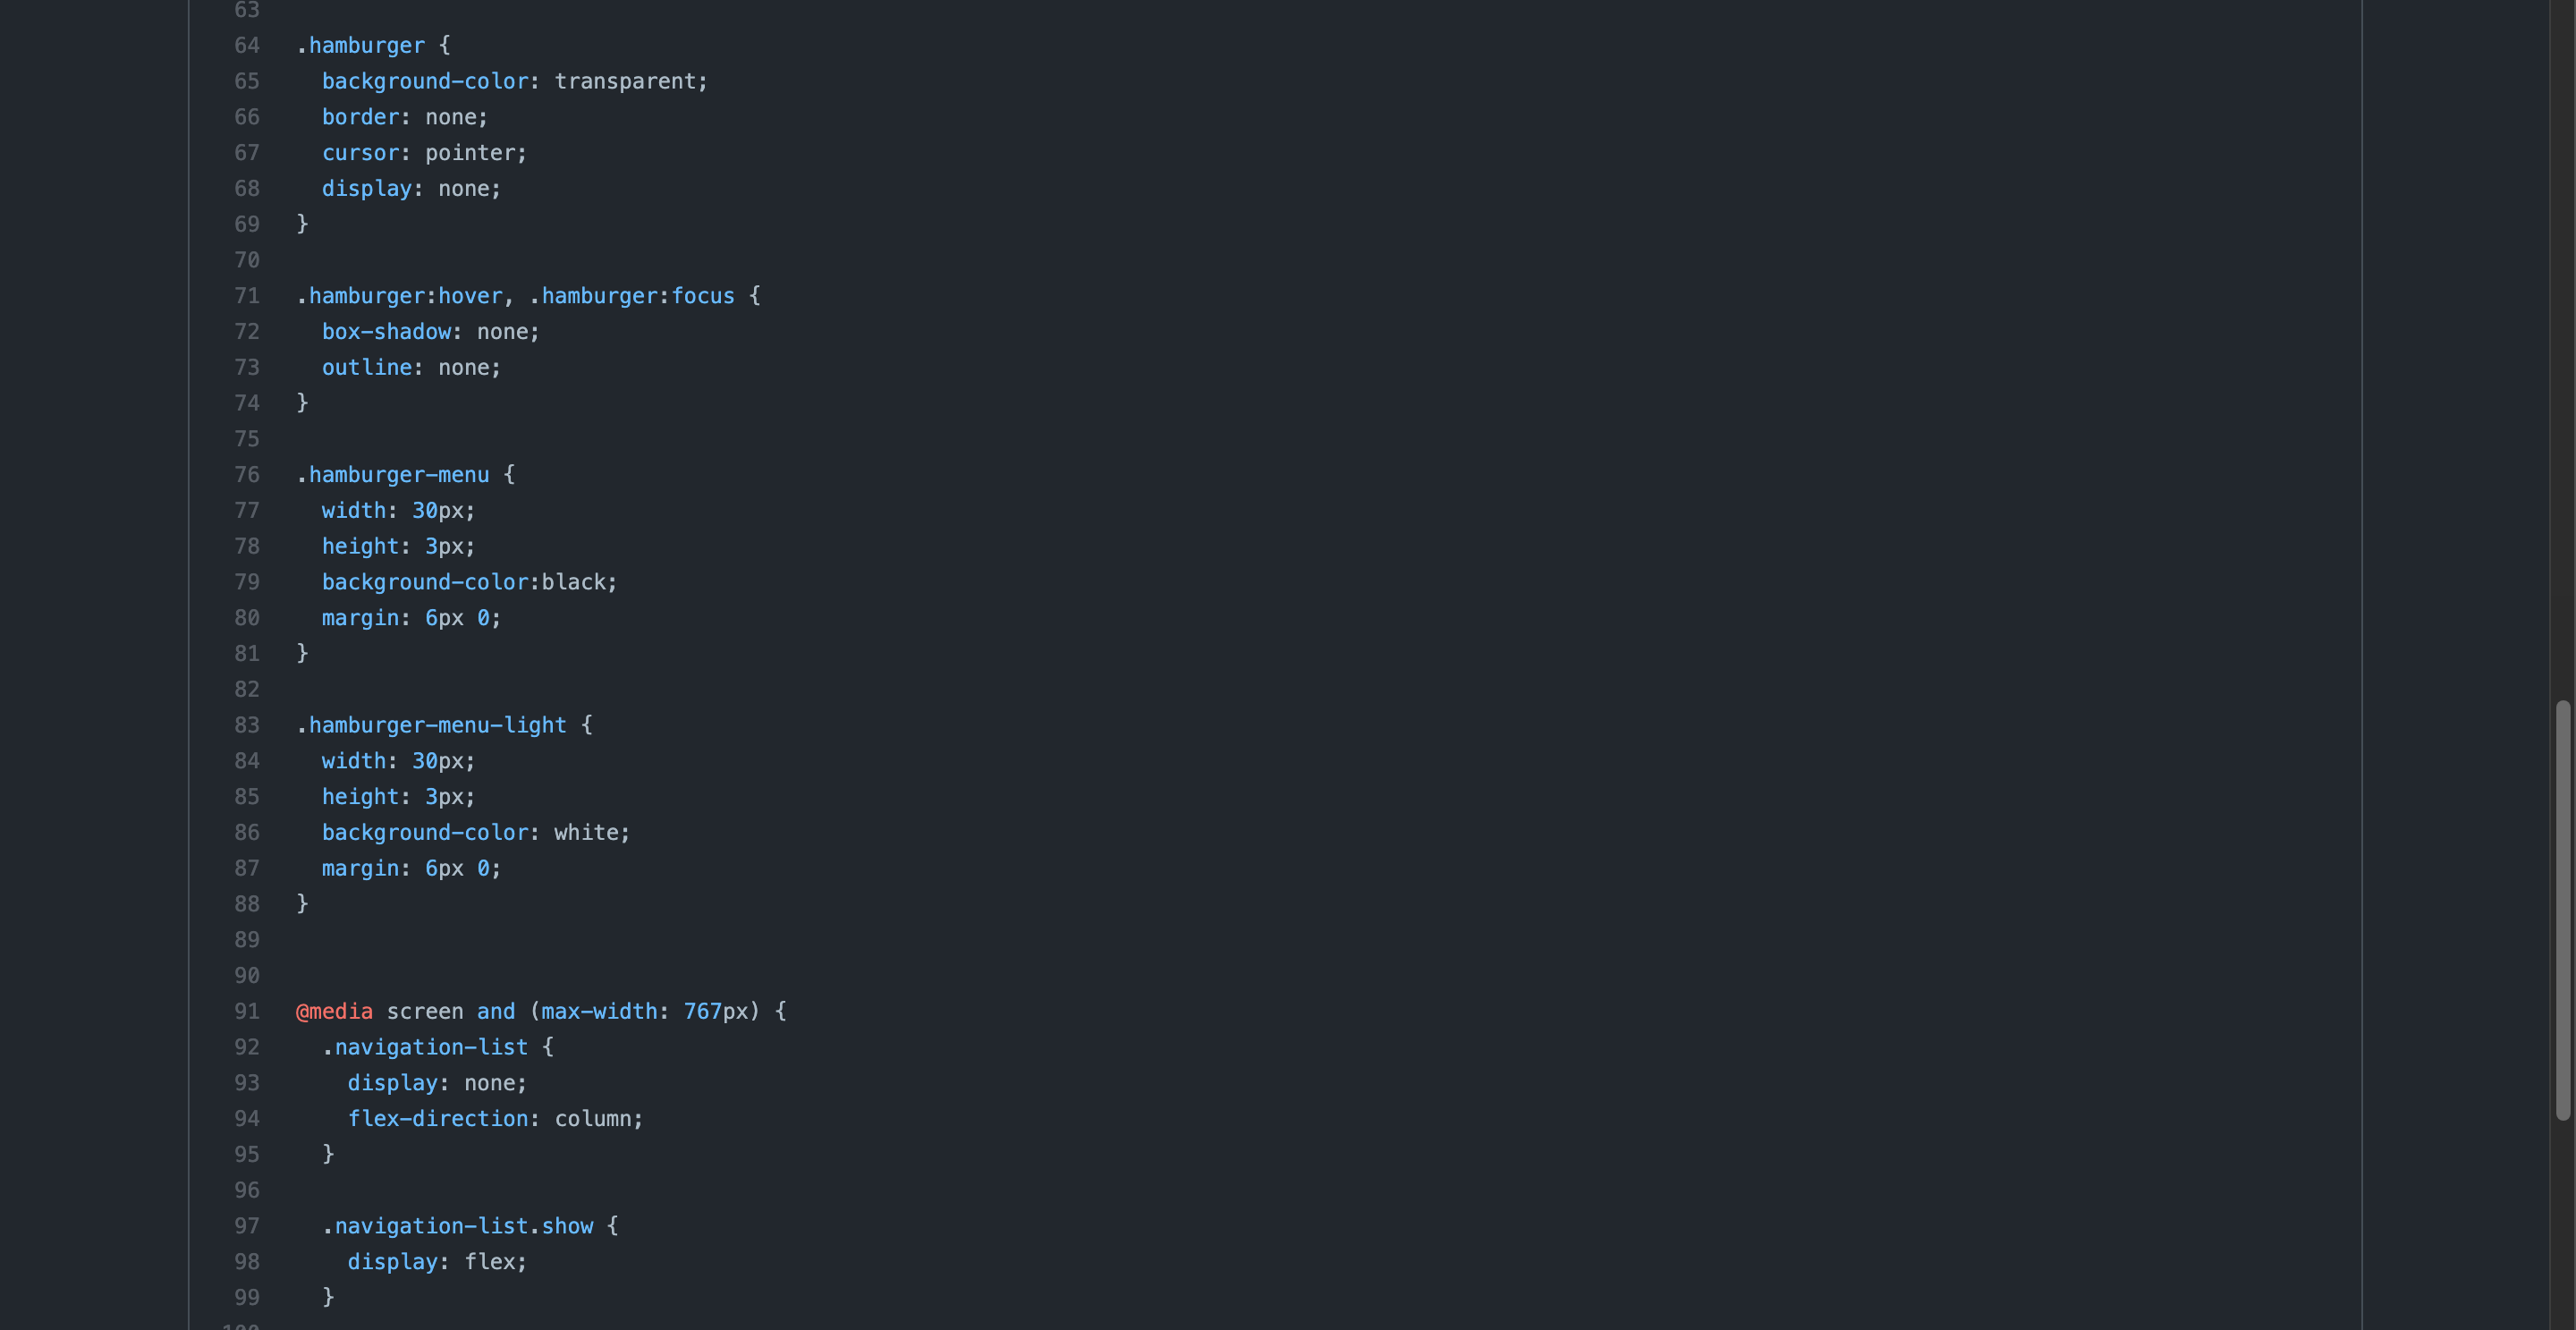 63
64 .hamburger {
65   background-color: transparent;
66   border: none;
67   cursor: pointer;
68   display: none;
69 }
70
71 .hamburger:hover, .hamburger:focus {
72   box-shadow: none;
73   outline: none;
74 }
75
76 .hamburger-menu {
77   width: 30px;
78   height: 3px;
79   background-color:black;
80   margin: 6px 0;
81 }
82
83 .hamburger-menu-light {
84   width: 30px;
85   height: 3px;
86   background-color: white;
87   margin: 6px 0;
88 }
89
90
91 @media screen and (max-width: 767px) {
92   .navigation-list {
93     display: none;
94     flex-direction: column;
95   }
96
97   .navigation-list.show {
98     display: flex;
99   }